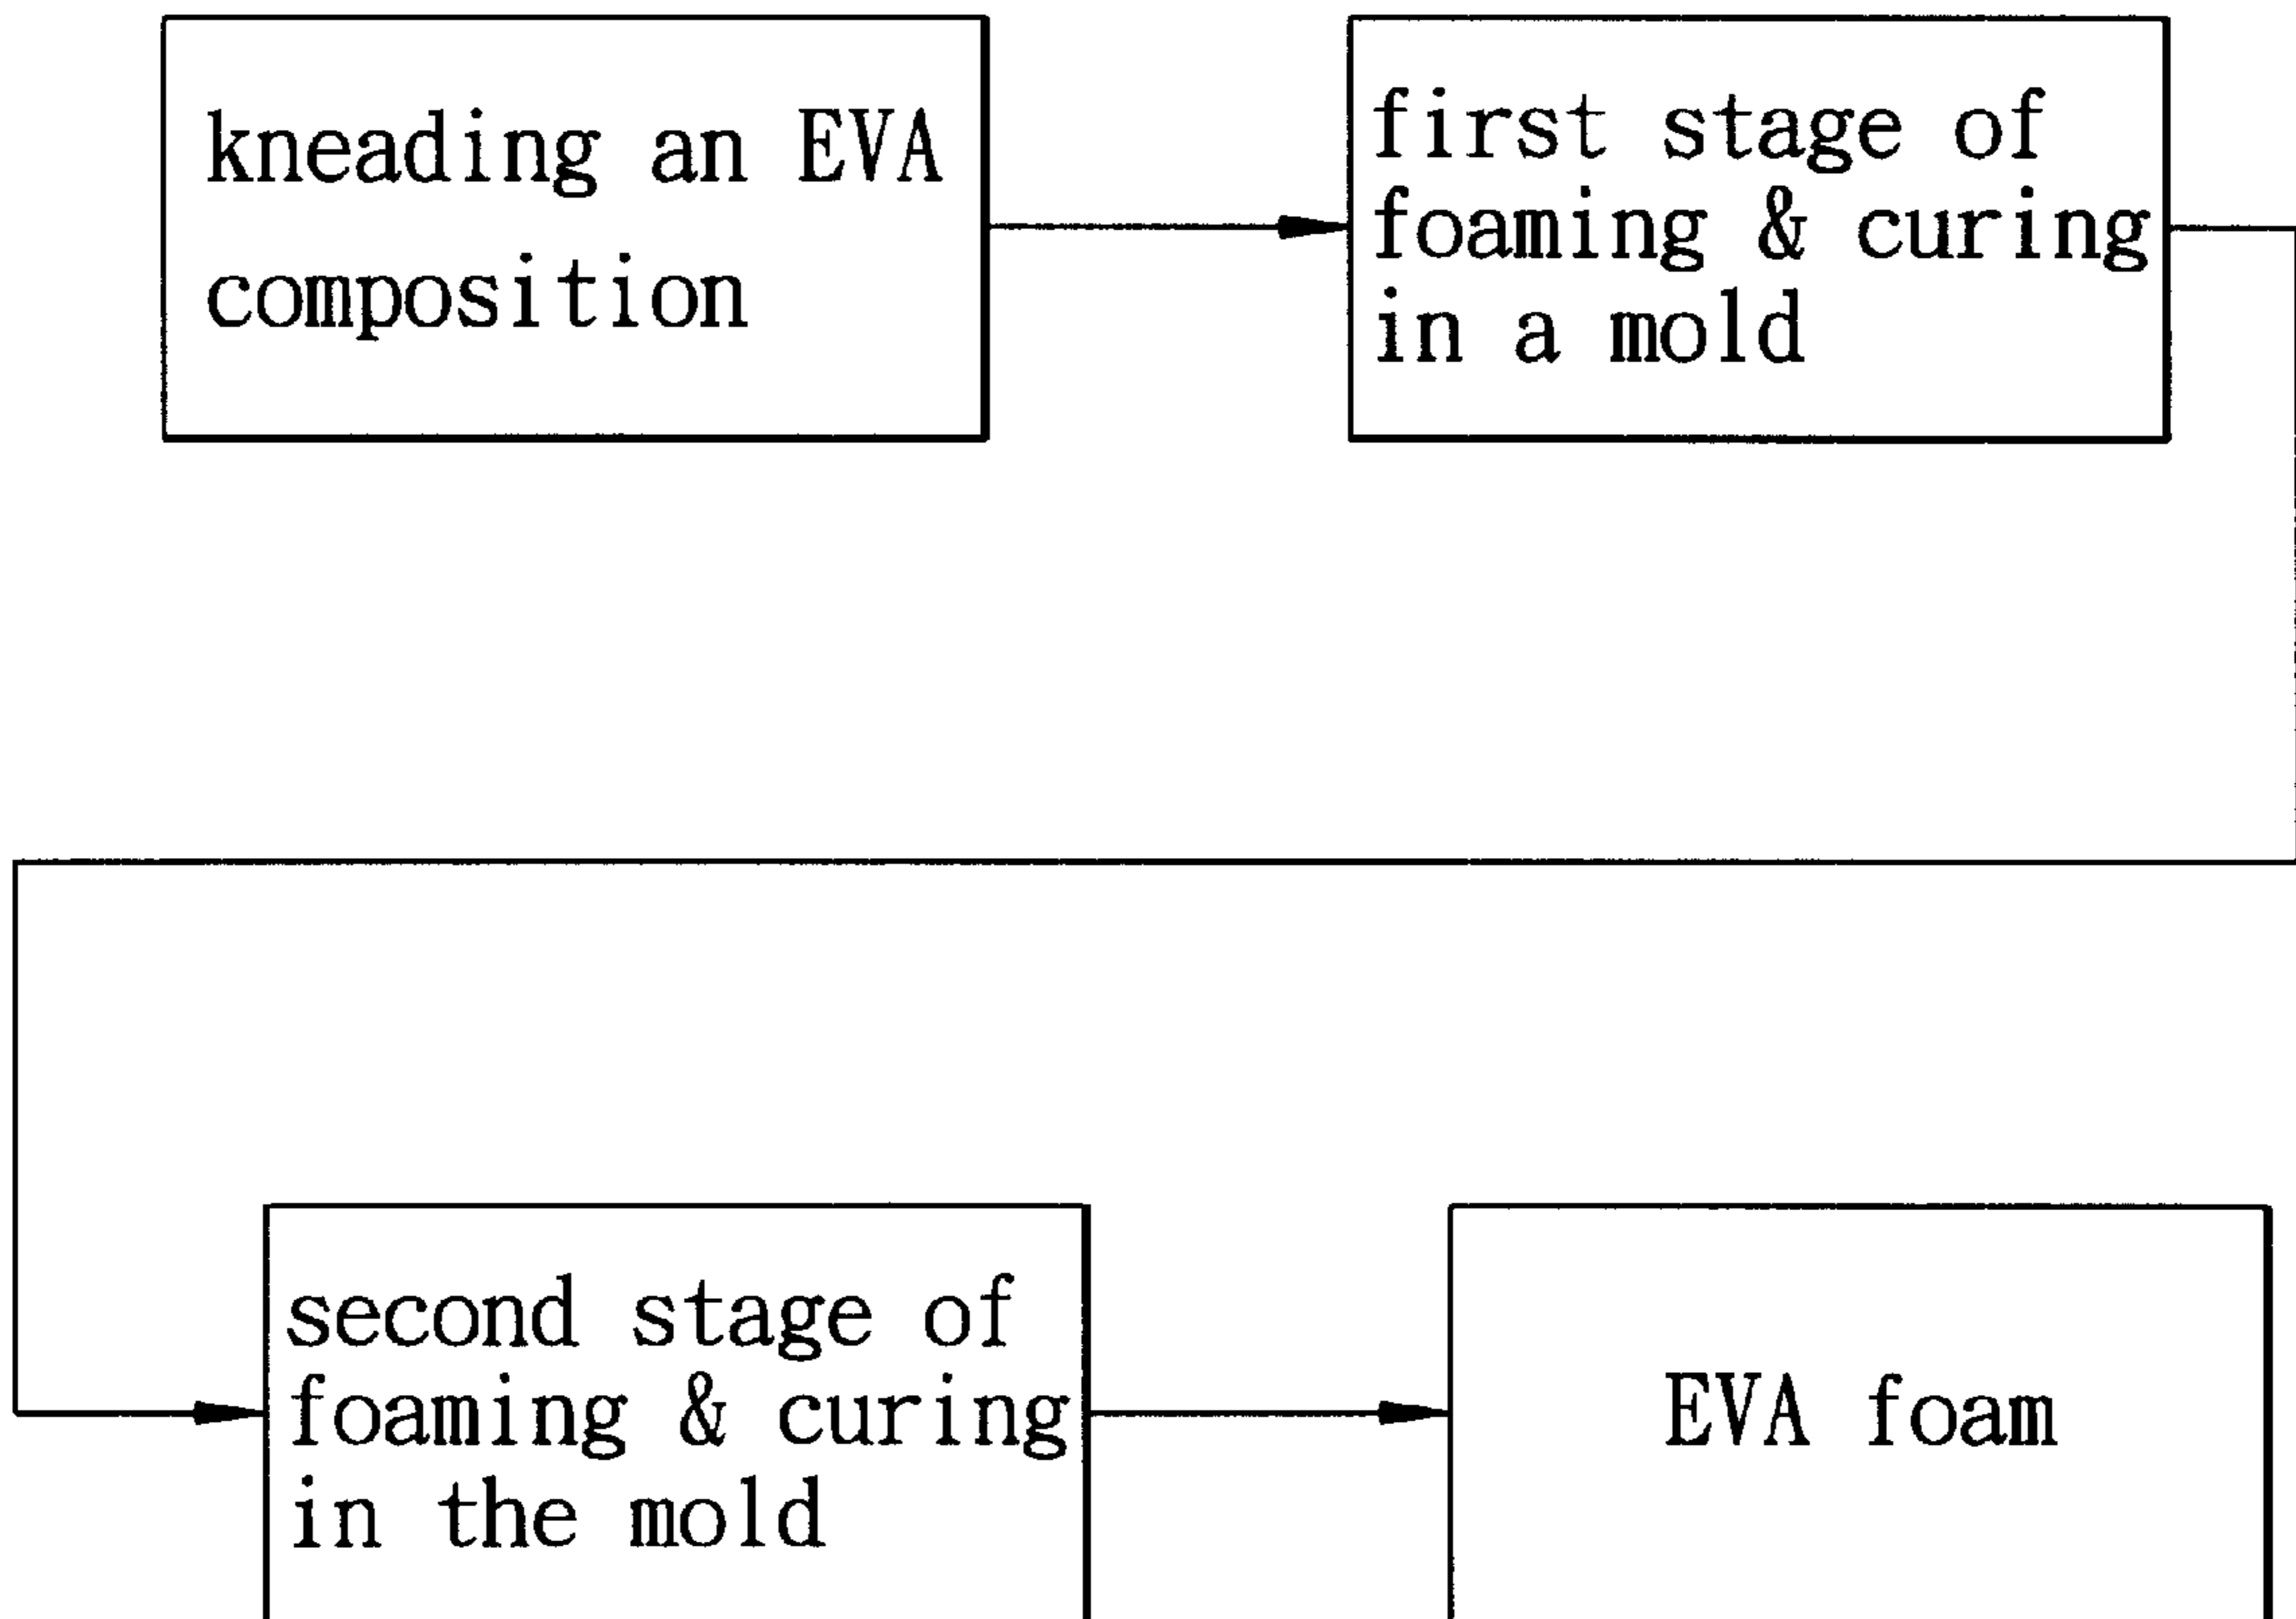 kneading an EVA
composition
first stage of
foaming & curing
in a mold
second stage of
foaming & curing
in the mold
EVA foam